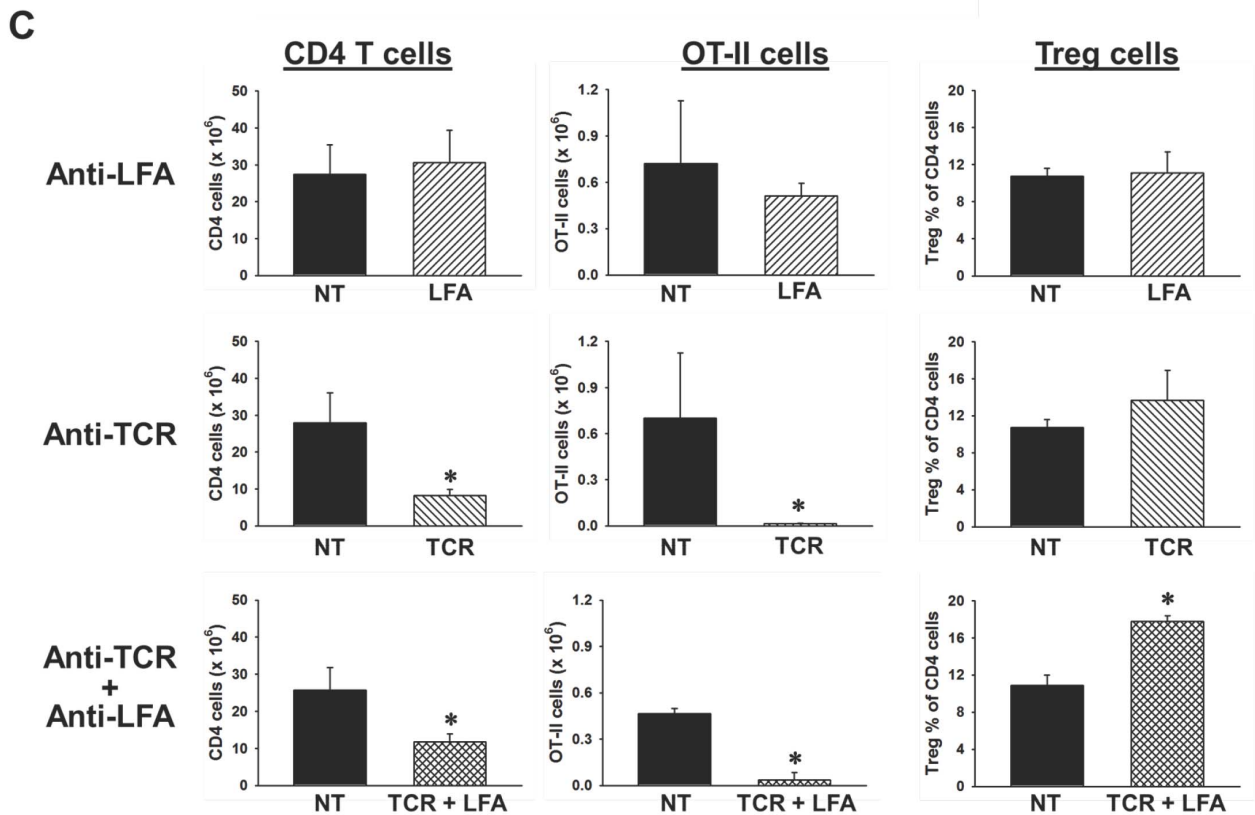 C
CD4 T cells
OT-II cells
Treg cells
Anti-LFA
CD4 cells (x 10⁶)
50
40
30
20
10
0
NT
LFA
OT-II cells (x 10⁶)
1.2
0.9
0.6
0.3
0.0
NT
LFA
Treg % of CD4 cells
20
16
12
8
4
0
NT
LFA
Anti-TCR
CD4 cells (x 10⁶)
50
40
30
20
10
0
*
NT
TCR
OT-II cells (x 10⁶)
1.2
0.9
0.6
0.3
0.0
*
NT
TCR
Treg % of CD4 cells
20
16
12
8
4
0
NT
TCR
Anti-TCR
+
Anti-LFA
CD4 cells (x 10⁶)
50
40
30
20
10
0
*
NT
TCR + LFA
OT-II cells (x 10⁶)
1.2
0.9
0.6
0.3
0.0
*
NT
TCR + LFA
Treg % of CD4 cells
20
16
12
8
4
0
*
NT
TCR + LFA